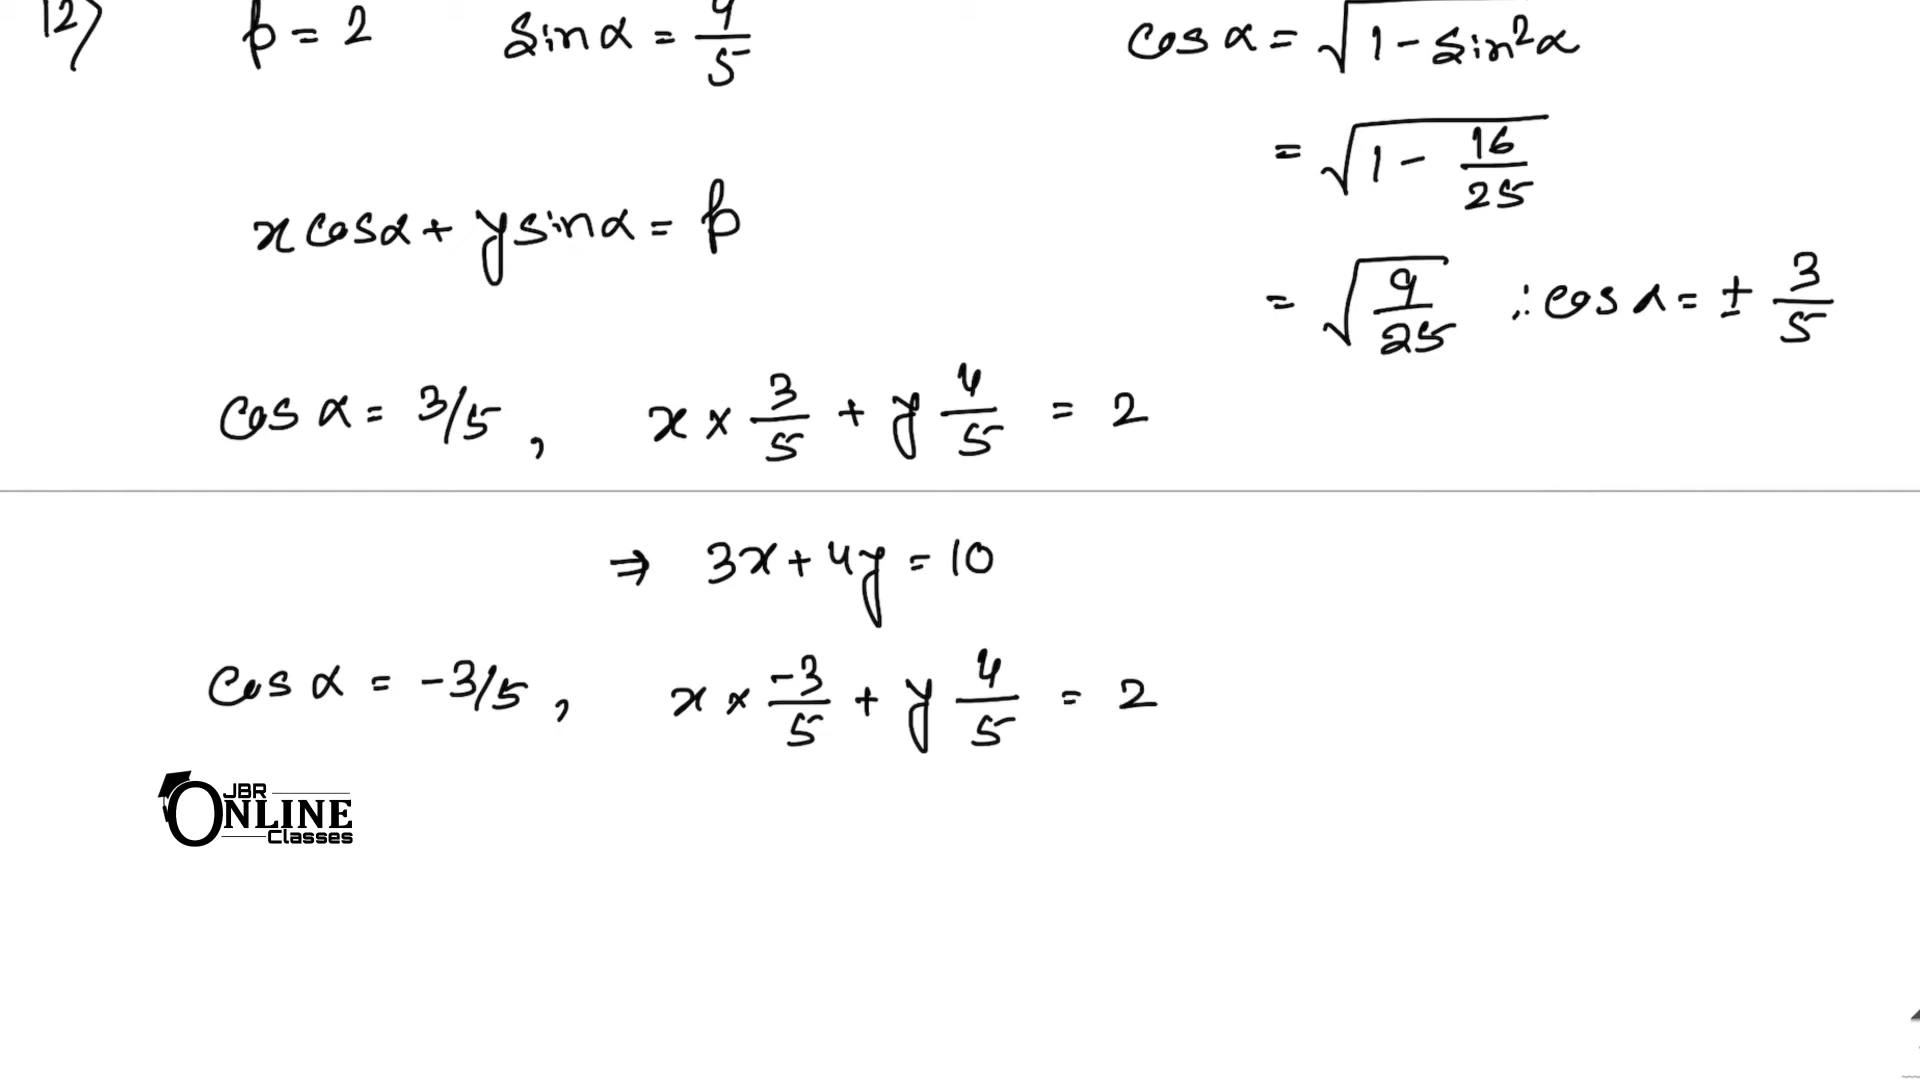 12) p = 2 sin α = 4/5 cos α = √(1 - sin²α)
= √(1 - 16/25)
x cos α + y sin α = p
= √(9/25) ∴ cos α = ± 3/5
cos α = 3/5, x × 3/5 + y 4/5 = 2
⇒ 3x + 4y = 10
cos α = -3/5, x × -3/5 + y 4/5 = 2
JBR
ONLINE
Classes